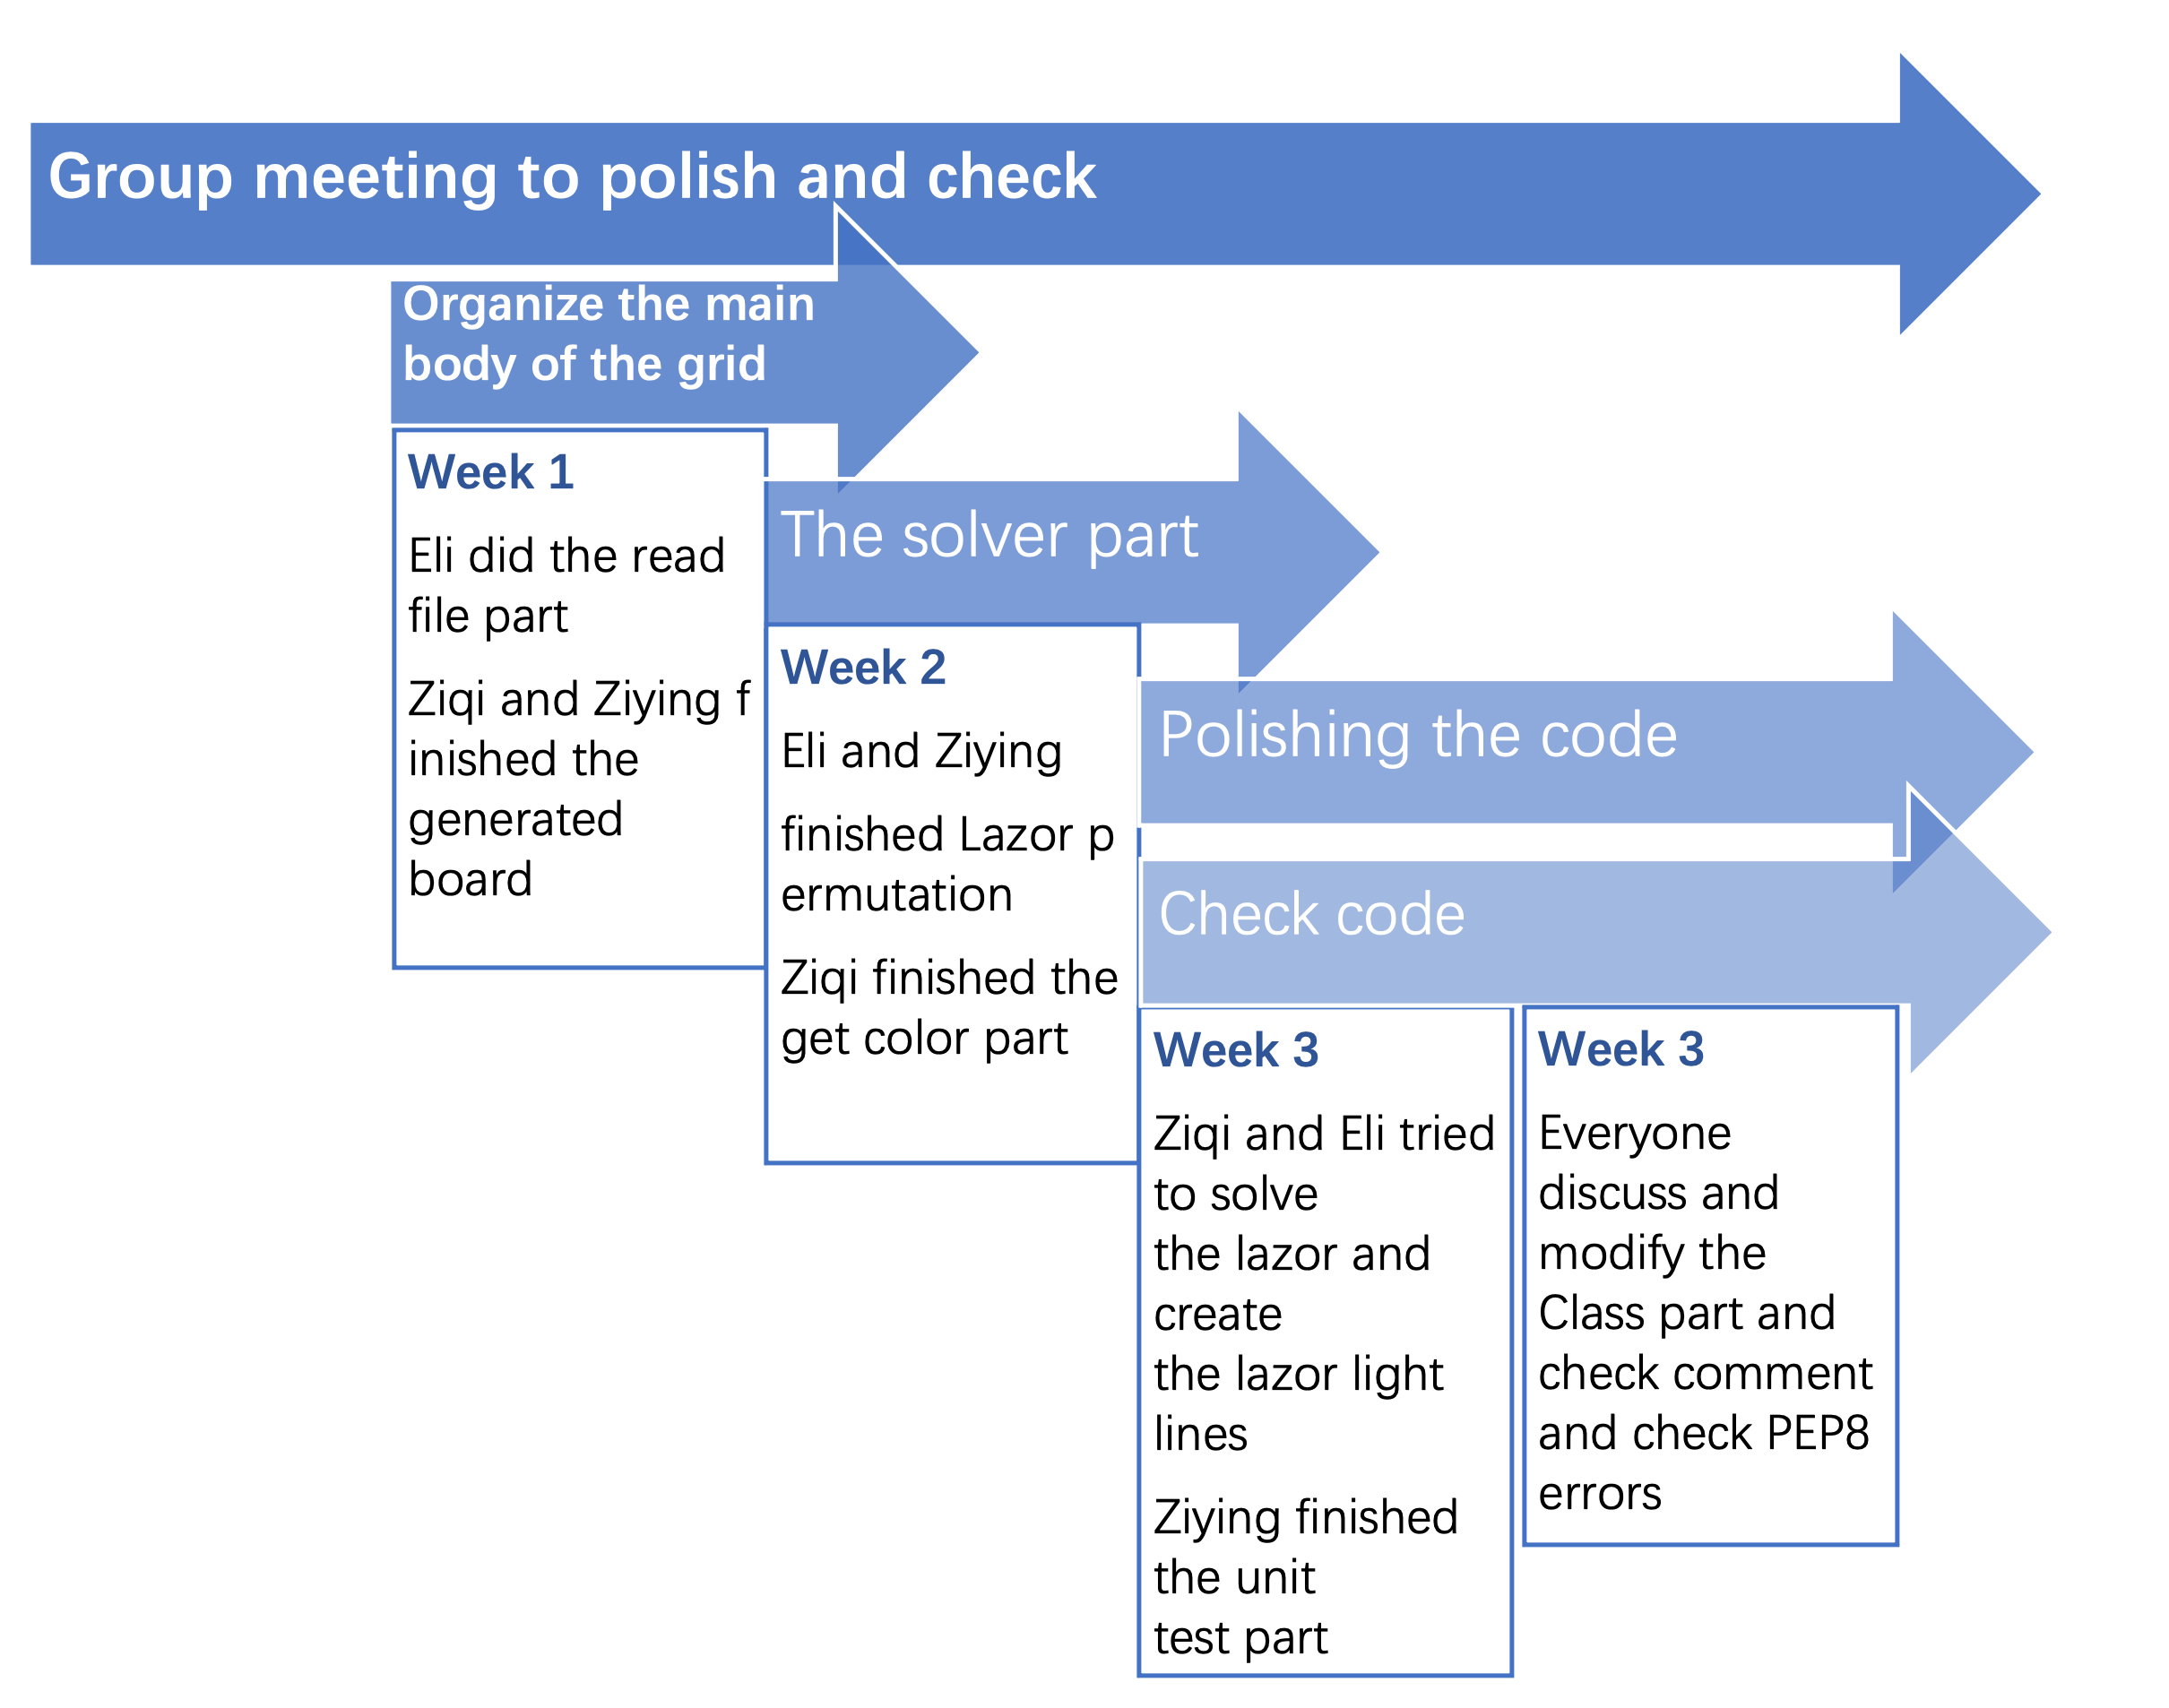 Group meeting to polish and check
Organize the main
body of the grid
Week 1
Eli did the read
file part
Ziqi and Ziying f
inished the
generated
board
The solver part
Week 2
Eli and Ziying
finished Lazor p
ermutation
Ziqi finished the
get color part
Polishing the code
Check code
Week 3
Ziqi and Eli tried
to solve
the lazor and
create
the lazor light
lines
Ziying finished
the unit
test part
Week 3
Everyone
discuss and
modify the
Class part and
check comment
and check PEP8
errors